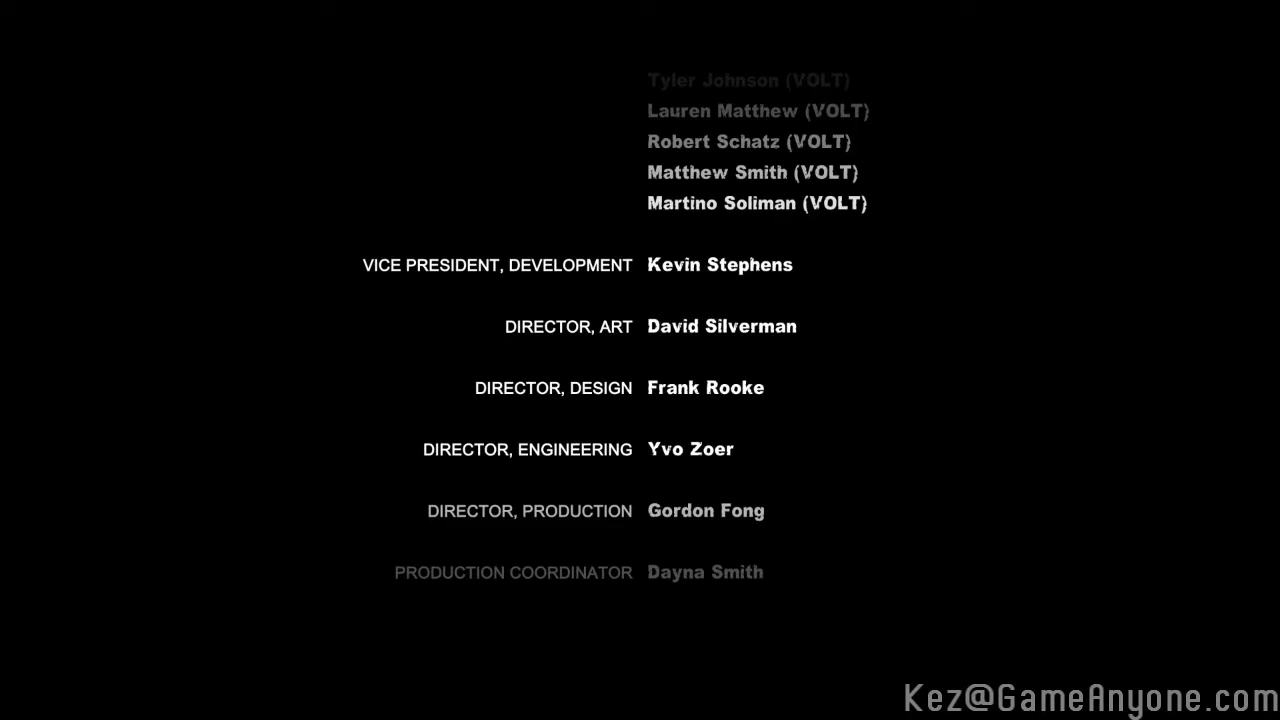 Tyler Johnson (VOLT)
Lauren Matthew (VOLT)
Robert Schatz (VOLT)
Matthew Smith (VOLT)
Martino Soliman (VOLT)
VICE PRESIDENT, DEVELOPMENT Kevin Stephens
DIRECTOR, ART David Silverman
DIRECTOR, DESIGN Frank Rooke
DIRECTOR, ENGINEERING Yvo Zoer
DIRECTOR, PRODUCTION Gordon Fong
PRODUCTION COORDINATOR Dayna Smith
Kez@GameAnyone.com